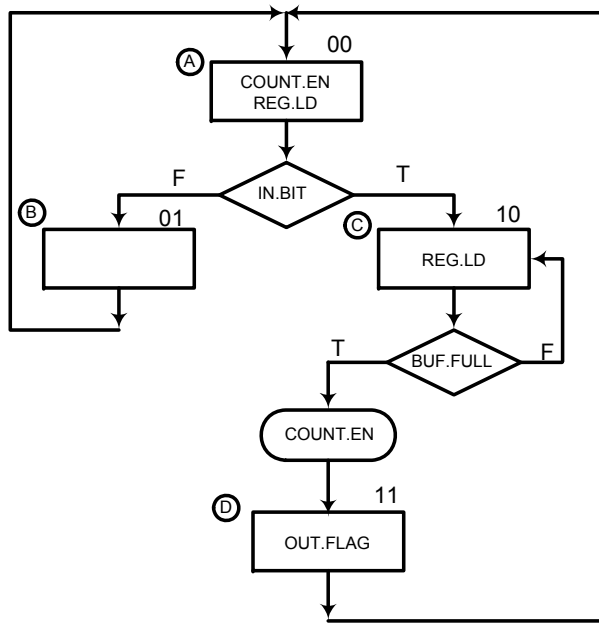 00
A
COUNT.EN
REG.LD
F
IN.BIT
T
B
01
C
10
REG.LD
T
BUF.FULL
F
COUNT.EN
D
11
OUT.FLAG